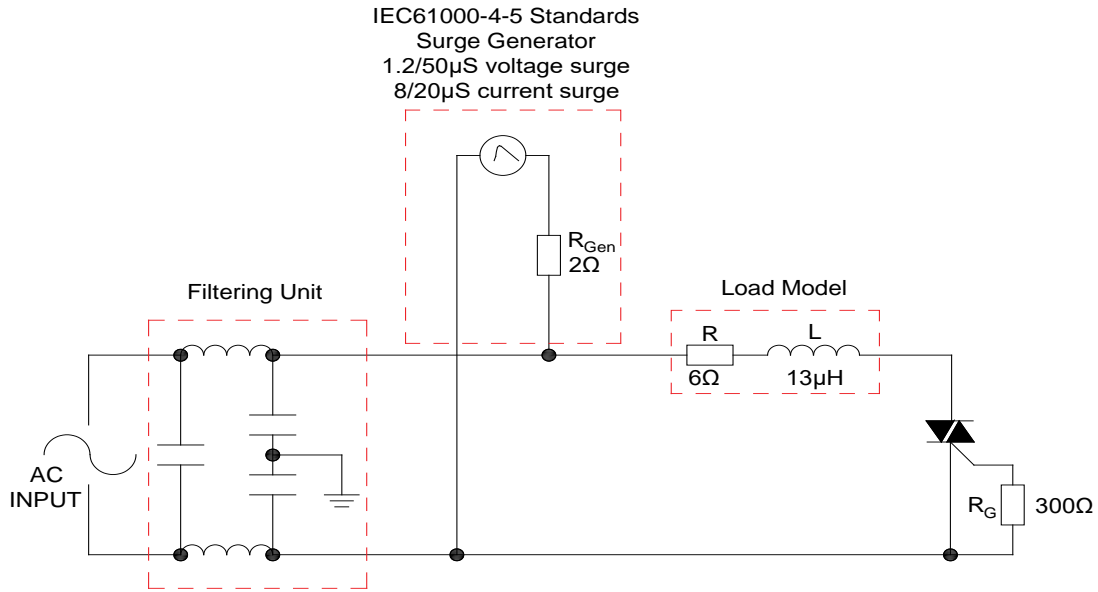 IEC61000-4-5 Standards
Surge Generator
1.2/50µS voltage surge
8/20µS current surge
RGen
2Ω
Filtering Unit
Load Model
R
L
6Ω
13µH
AC
INPUT
RG
300Ω